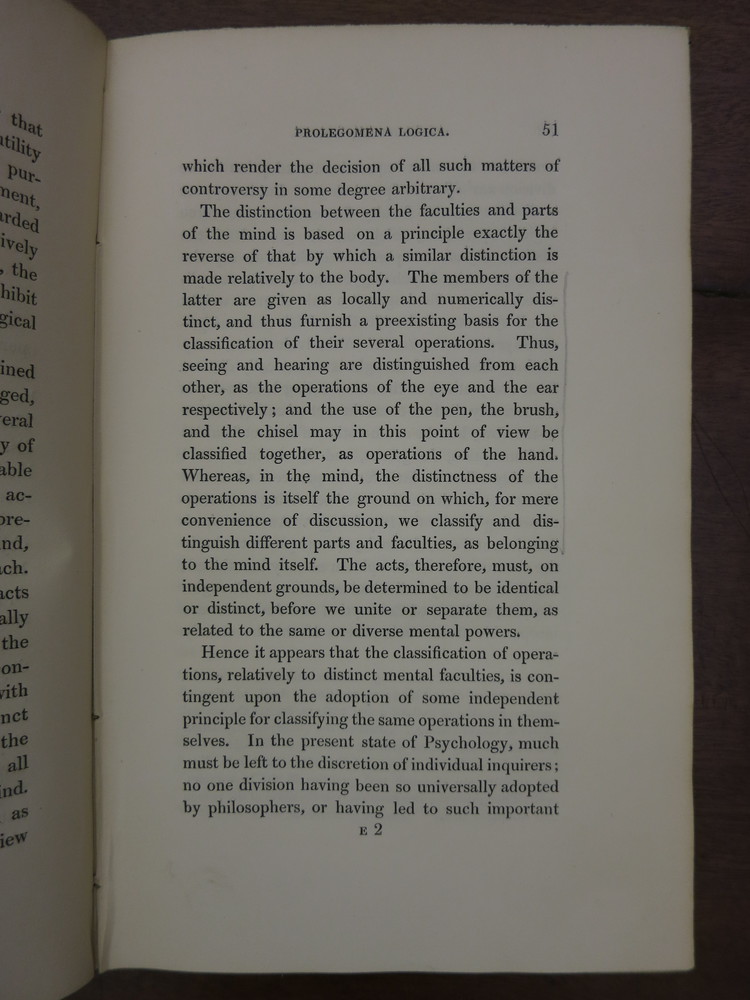 that
tility
pur-
ment,
arded
ively
, the
hibit
gical
ined
ged,
eral
y of
able
ac-
ore-
nd,
ch.
acts
ally
the
on-
with
nct
the
all
ind.
as
iew
PROLEGOMENA LOGICA. 51
which render the decision of all such matters of
controversy in some degree arbitrary.
The distinction between the faculties and parts
of the mind is based on a principle exactly the
reverse of that by which a similar distinction is
made relatively to the body. The members of the
latter are given as locally and numerically dis-
tinct, and thus furnish a preexisting basis for the
classification of their several operations. Thus,
seeing and hearing are distinguished from each
other, as the operations of the eye and the ear
respectively; and the use of the pen, the brush,
and the chisel may in this point of view be
classified together, as operations of the hand.
Whereas, in the mind, the distinctness of the
operations is itself the ground on which, for mere
convenience of discussion, we classify and dis-
tinguish different parts and faculties, as belonging
to the mind itself. The acts, therefore, must, on
independent grounds, be determined to be identical
or distinct, before we unite or separate them, as
related to the same or diverse mental powers.
Hence it appears that the classification of opera-
tions, relatively to distinct mental faculties, is con-
tingent upon the adoption of some independent
principle for classifying the same operations in them-
selves. In the present state of Psychology, much
must be left to the discretion of individual inquirers;
no one division having been so universally adopted
by philosophers, or having led to such important
E 2